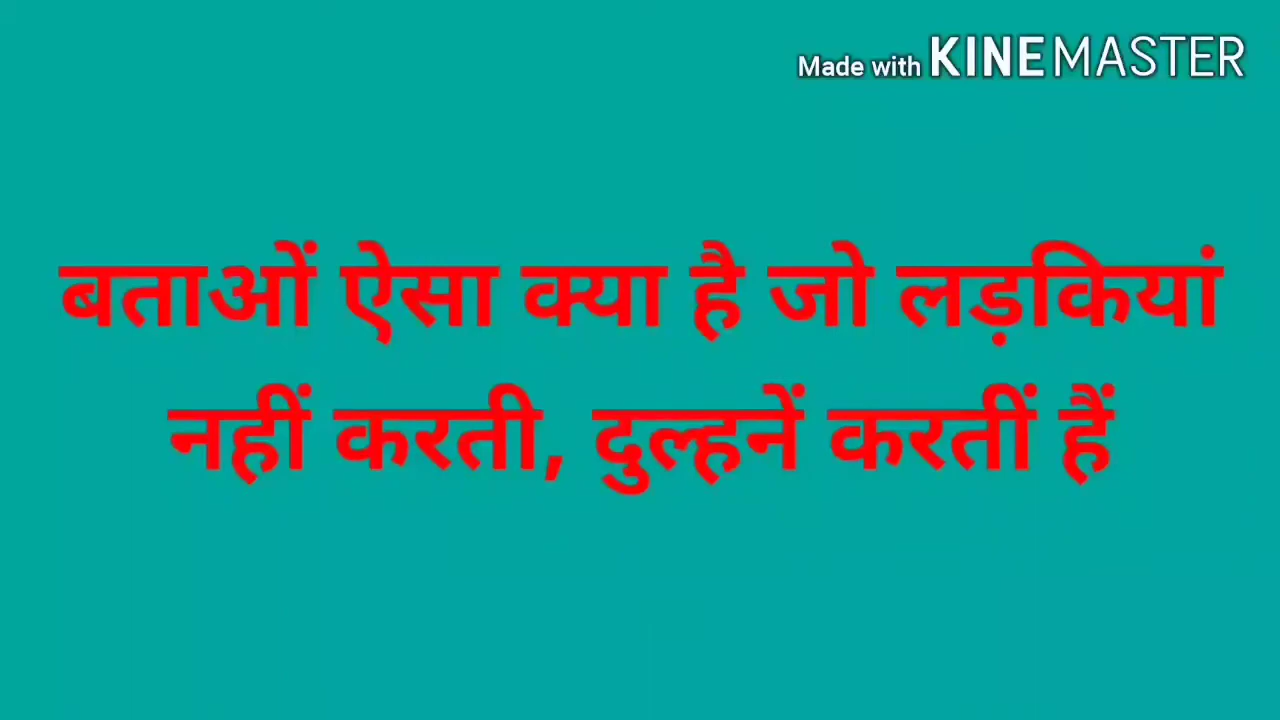 Made with KINEMASTER
बताओं ऐसा क्या है जो लड़कियां
नहीं करती, दुल्हनें करतीं हैं